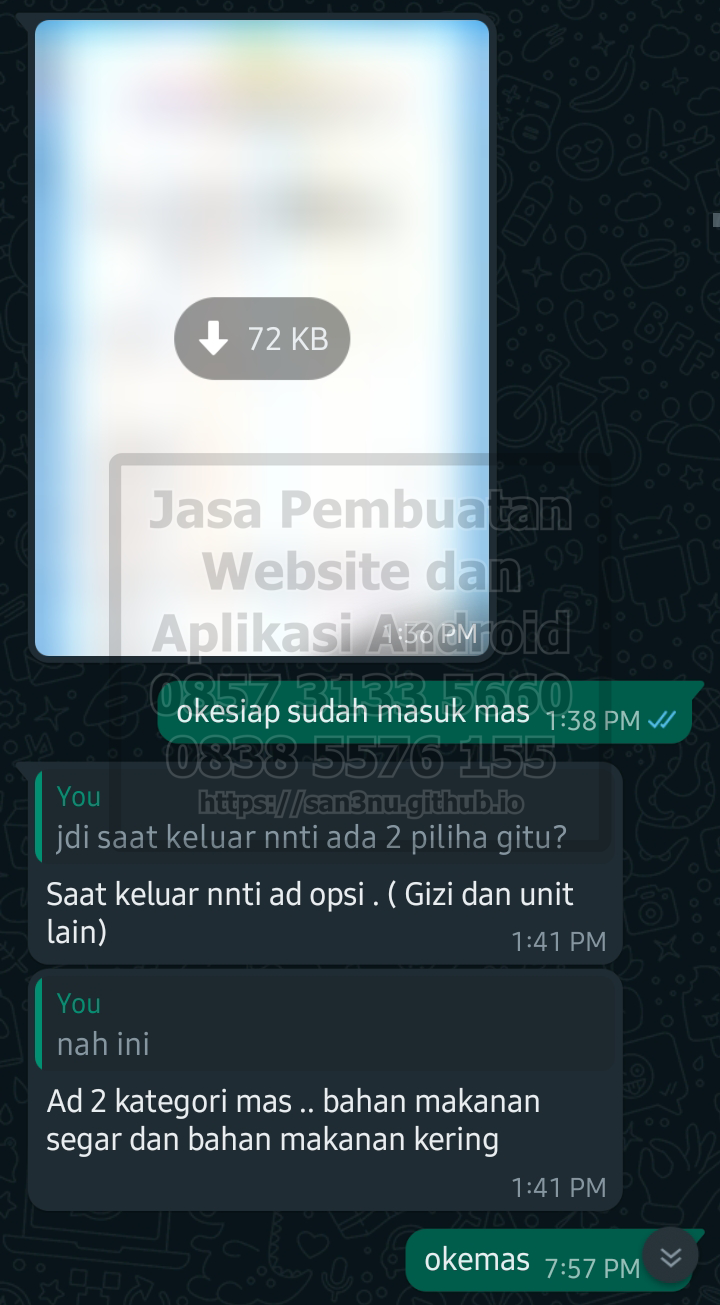 72 KB
1:36 PM
Jasa Pembuatan
Website dan
Aplikasi Android
0857 3133 5660
0838 5576 155
https://san3nu.github.io
okesiap sudah masuk mas 1:38 PM
You
jdi saat keluar nnti ada 2 piliha gitu?
Saat keluar nnti ad opsi . ( Gizi dan unit
lain)
1:41 PM
You
nah ini
Ad 2 kategori mas .. bahan makanan
segar dan bahan makanan kering
1:41 PM
okemas 7:57 PM